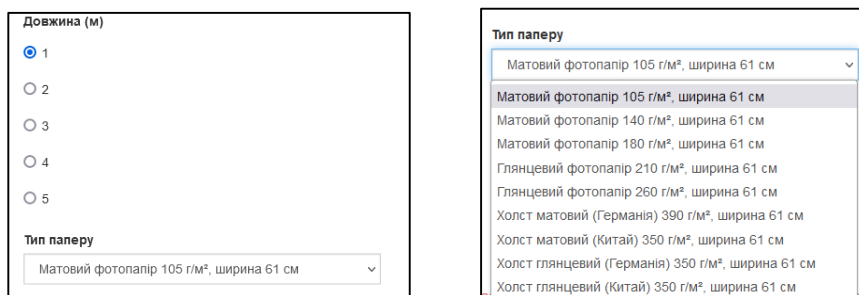 Довжина (м)
1
2
3
4
5
Тип паперу
Матовий фотопапір 105 г/м², ширина 61 см
Тип паперу
Матовий фотопапір 105 г/м², ширина 61 см
Матовий фотопапір 105 г/м², ширина 61 см
Матовий фотопапір 140 г/м², ширина 61 см
Матовий фотопапір 180 г/м², ширина 61 см
Глянцевий фотопапір 210 г/м², ширина 61 см
Глянцевий фотопапір 260 г/м², ширина 61 см
Холст матовий (Германія) 390 г/м², ширина 61 см
Холст матовий (Китай) 350 г/м², ширина 61 см
Холст глянцевий (Германія) 350 г/м², ширина 61 см
Холст глянцевий (Китай) 350 г/м², ширина 61 см